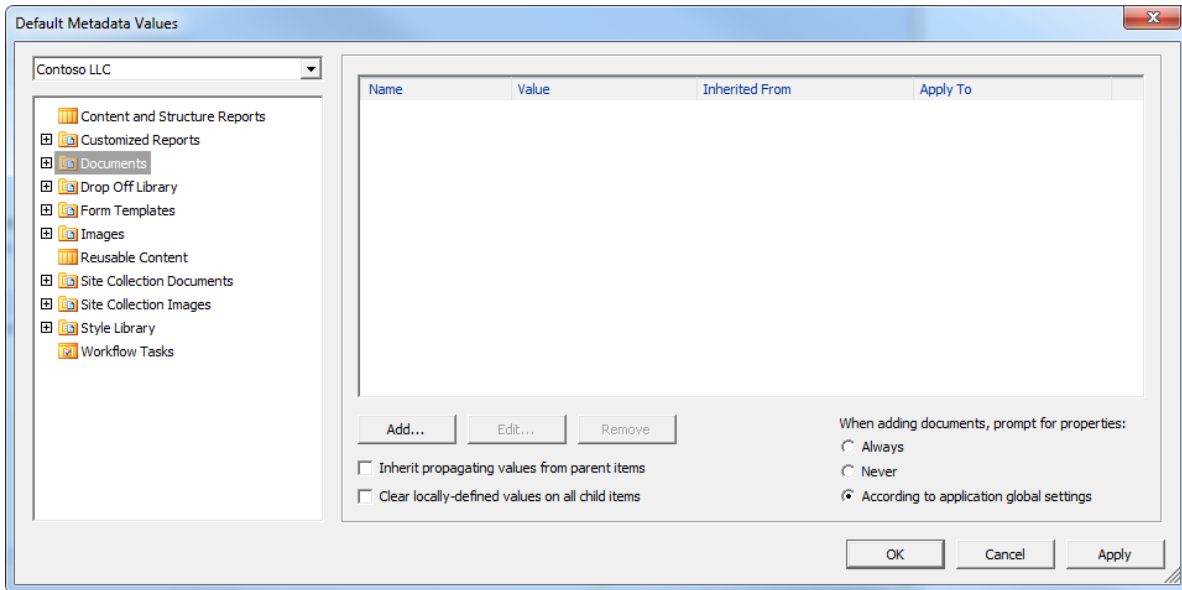 Default Metadata Values
Contoso LLC
Content and Structure Reports
Customized Reports
Documents
Drop Off Library
Form Templates
Images
Reusable Content
Site Collection Documents
Site Collection Images
Style Library
Workflow Tasks
Name Value Inherited From Apply To
Add... Edit... Remove
Inherit propagating values from parent items
Clear locally-defined values on all child items
When adding documents, prompt for properties:
Always
Never
According to application global settings
OK Cancel Apply